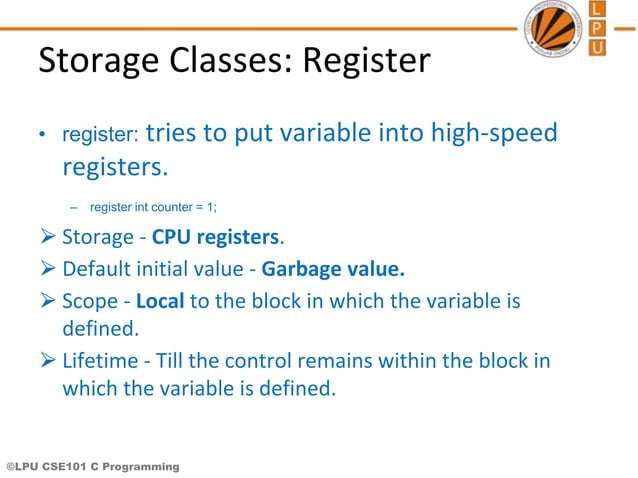 L
P
U
Storage Classes: Register
• register: tries to put variable into high-speed
registers.
– register int counter = 1;
➢ Storage - CPU registers.
➢ Default initial value - Garbage value.
➢ Scope - Local to the block in which the variable is
defined.
➢ Lifetime - Till the control remains within the block in
which the variable is defined.
©LPU CSE101 C Programming